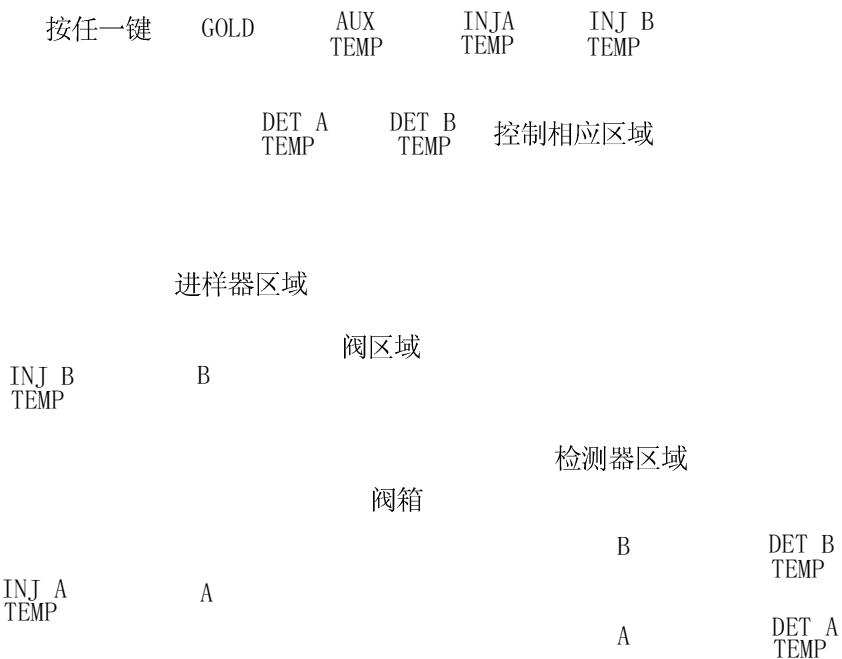 按任一键 GOLD AUX TEMP INJA TEMP INJ B TEMP
DET A TEMP DET B TEMP 控制相应区域
进样器区域
阀区域
INJ B TEMP B
检测器区域
阀箱
B DET B TEMP
INJ A TEMP A
A DET A TEMP